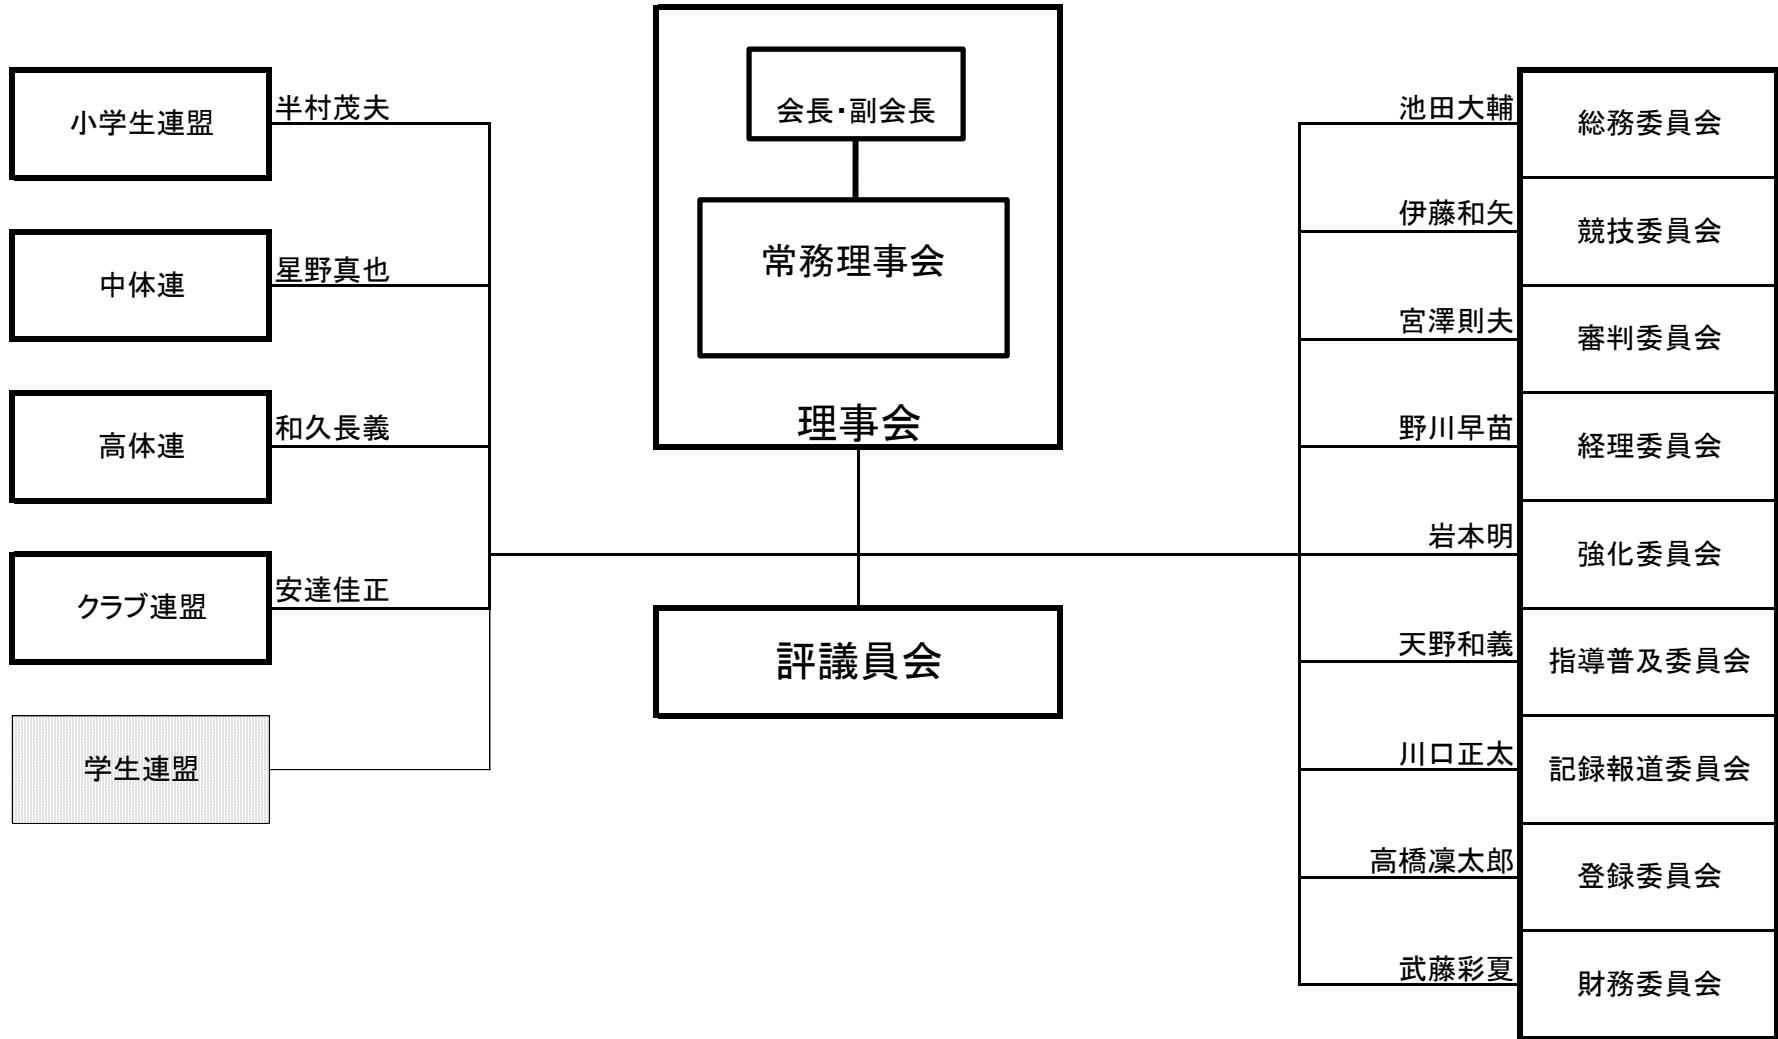 会長・副会長
常務理事会
理事会
評議員会
小学生連盟
半村茂夫
中体連
星野真也
高体連
和久長義
クラブ連盟
安達佳正
学生連盟
池田大輔
総務委員会
伊藤和矢
競技委員会
宮澤則夫
審判委員会
野川早苗
経理委員会
岩本明
強化委員会
天野和義
指導普及委員会
川口正太
記録報道委員会
高橋凜太郎
登録委員会
武藤彩夏
財務委員会